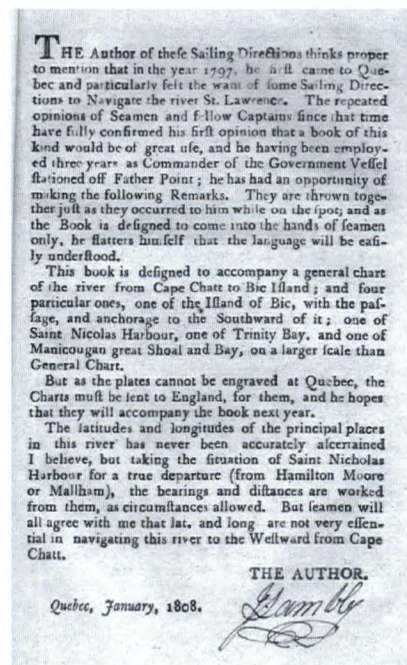 THE Author of theſe Sailing Directions thinks proper
to mention that in the year 1797, he firſt came to Que-
bec and particularly felt the want of ſome Sailing Direc-
tions to Navigate the river St. Lawrence. The repeated
opinions of Seamen and fellow Captains ſince that time
have fully confirmed his firſt opinion that a book of this
kind would be of great uſe, and he having been employ-
ed three years as Commander of the Government Veſſel
ſtationed off Father Point; he has had an opportunity of
making the following Remarks. They are thrown toge-
ther juſt as they occurred to him while on the ſpot; and as
the Book is deſigned to come into the hands of ſeamen
only, he flatters himſelf that the language will be eaſi-
ly underſtood.
This book is deſigned to accompany a general chart
of the river from Cape Chatt to Bic Iſland; and four
particular ones, one of the Iſland of Bic, with the paſ-
ſage, and anchorage to the Southward of it; one of
Saint Nicolas Harbour, one of Trinity Bay, and one of
Manicougan great Shoal and Bay, on a larger ſcale than
General Chart.
But as the plates cannot be engraved at Quebec, the
Charts muſt be ſent to England, for them, and he hopes
that they will accompany the book next year.
The latitudes and longitudes of the principal places
in this river has never been accurately aſcertained
I believe, but taking the ſituation of Saint Nicholas
Harbour for a true departure (from Hamilton Moore
or Mallham), the bearings and diſtances are worked
from them, as circumſtances allowed. But ſeamen will
all agree with me that lat. and long are not very eſſen-
tial in navigating this river to the Weſtward from Cape
Chatt.
THE AUTHOR.
Quebec, January, 1808.